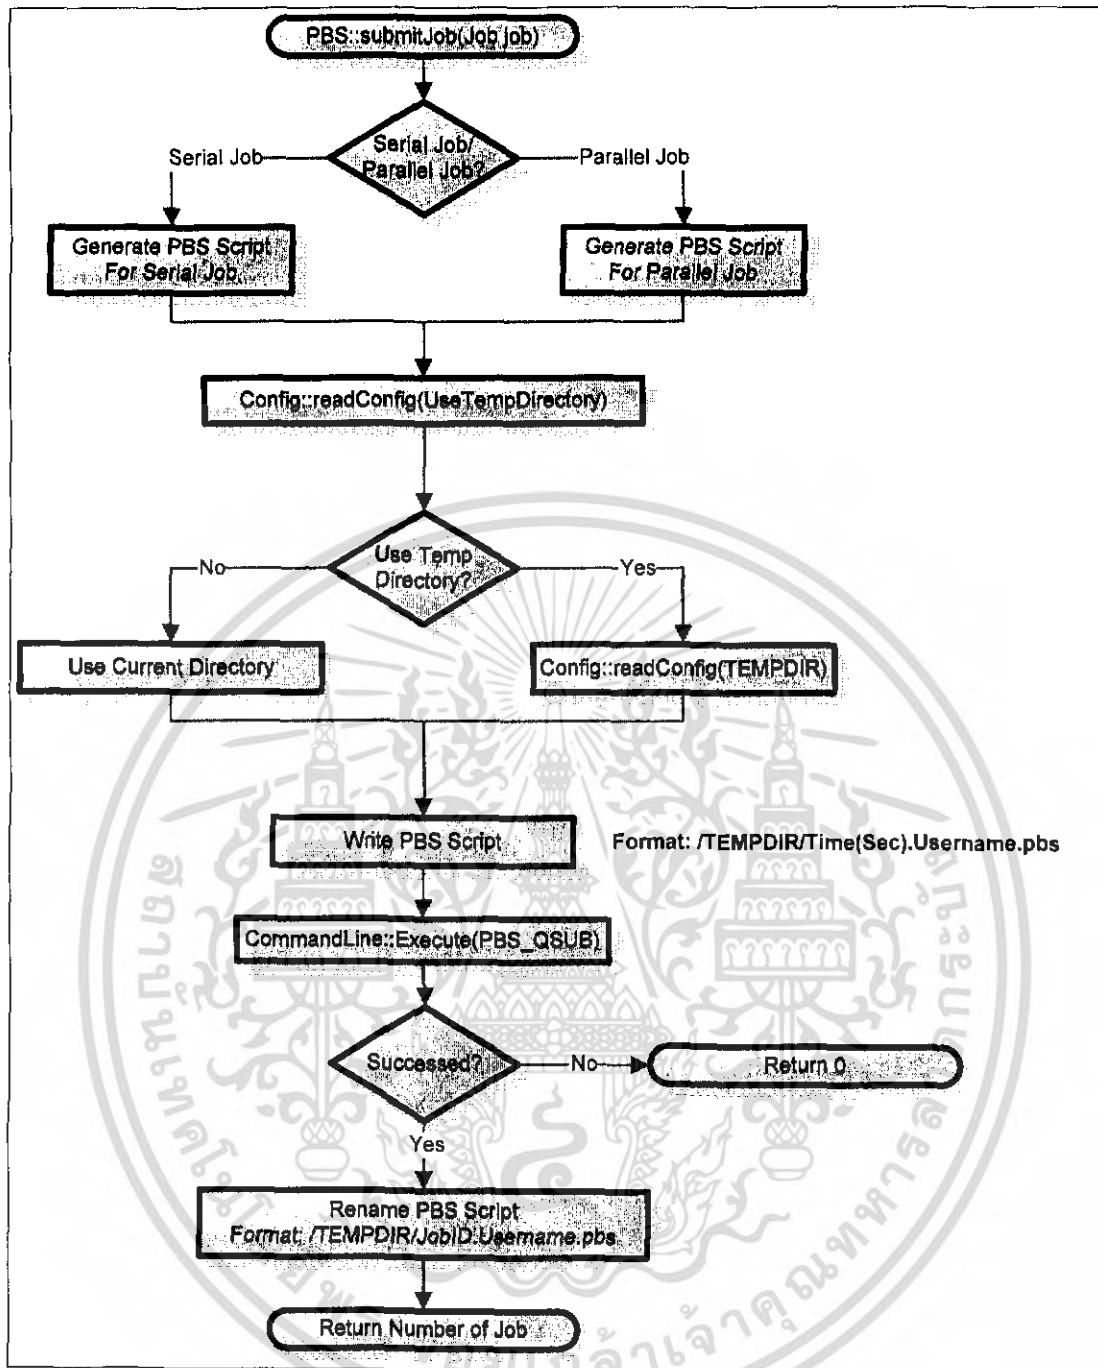 PBS::submitJob(Job job)
Serial Job/
Parallel Job?
Serial Job
Parallel Job
Generate PBS Script
For Serial Job
Generate PBS Script
For Parallel Job
Config::readConfig(UseTempDirectory)
Use Temp
Directory?
No
Yes
Use Current Directory
Config::readConfig(TEMPDIR)
Write PBS Script
Format: /TEMPDIR/Time(Sec).Username.pbs
CommandLine::Execute(PBS_QSUB)
Successed?
No
Return 0
Yes
Rename PBS Script
Format: /TEMPDIR/JobID.Username.pbs
Return Number of Job